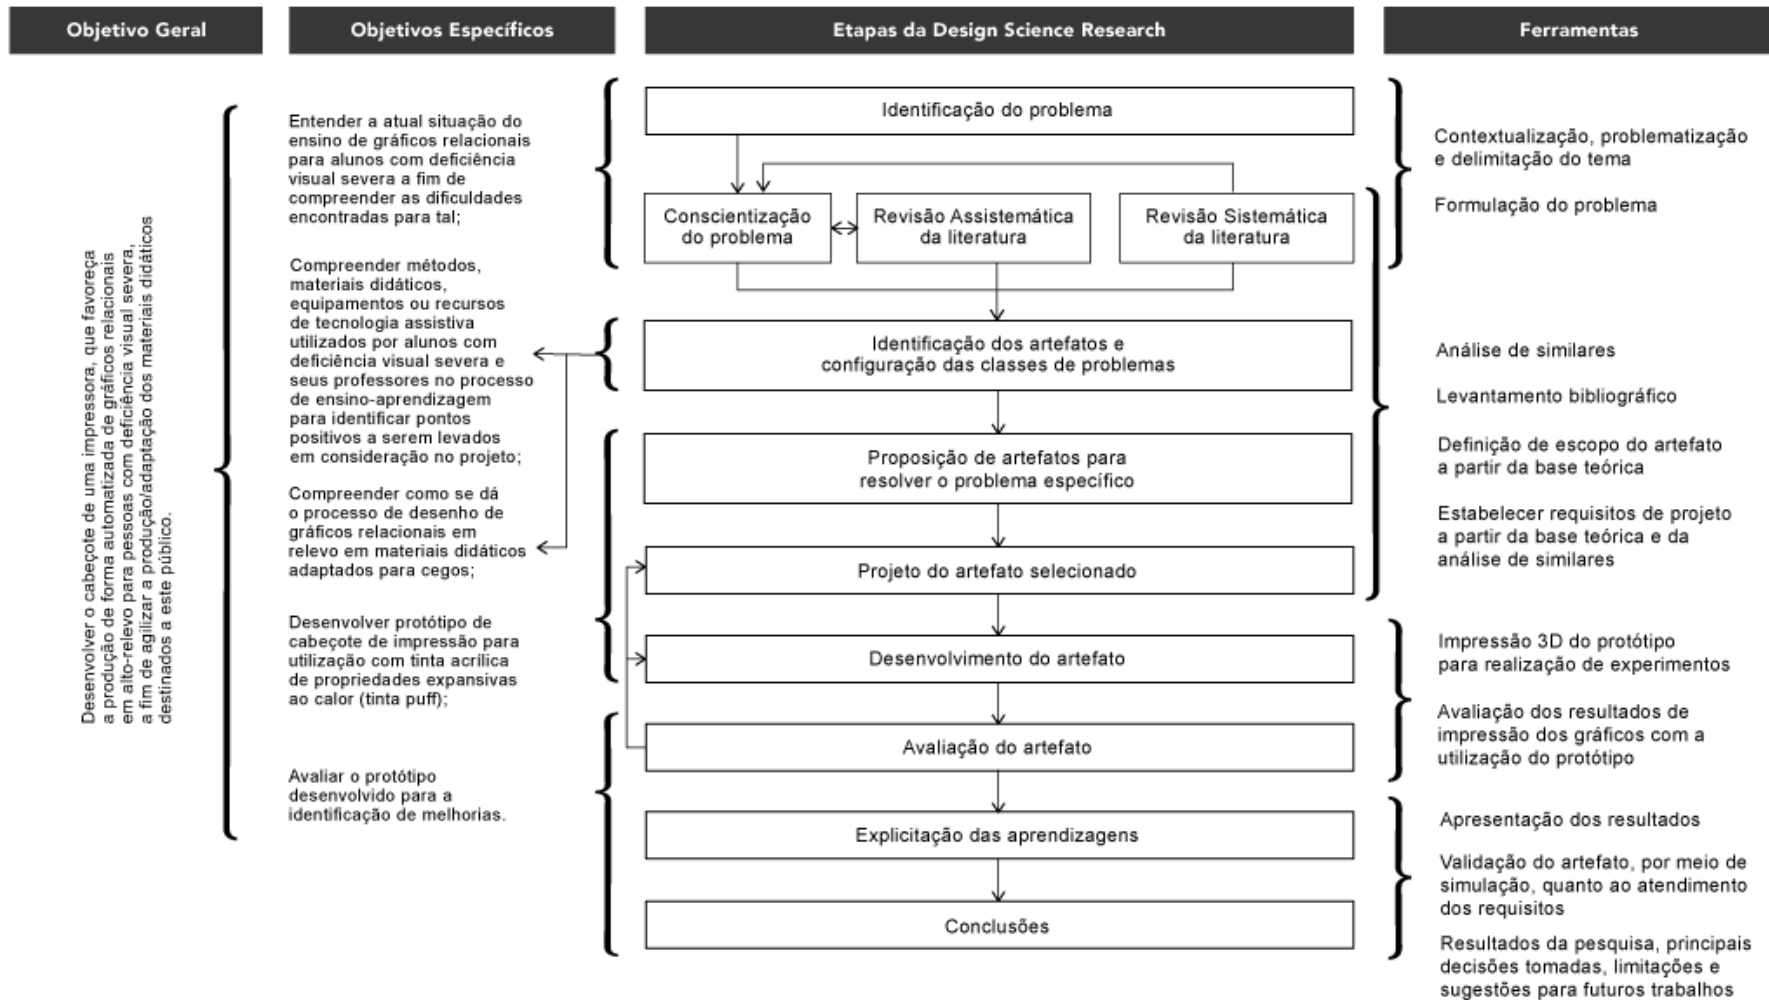 Objetivo Geral
Objetivos Específicos
Etapas da Design Science Research
Ferramentas
Desenvolver o cabeçote de uma impressora, que favoreça
a produção de forma automatizada de gráficos relacionais
em alto-relevo para pessoas com deficiência visual severa,
a fim de agilizar a produção/adaptação dos materiais didáticos
destinados a este público.
Entender a atual situação do
ensino de gráficos relacionais
para alunos com deficiência
visual severa a fim de
compreender as dificuldades
encontradas para tal;
Compreender métodos,
materiais didáticos,
equipamentos ou recursos
de tecnologia assistiva
utilizados por alunos com
deficiência visual severa e
seus professores no processo
de ensino-aprendizagem
para identificar pontos
positivos a serem levados
em consideração no projeto;
Compreender como se dá
o processo de desenho de
gráficos relacionais em
relevo em materiais didáticos
adaptados para cegos;
Desenvolver protótipo de
cabeçote de impressão para
utilização com tinta acrílica
de propriedades expansivas
ao calor (tinta puff);
Avaliar o protótipo
desenvolvido para a
identificação de melhorias.
Identificação do problema
Conscientização
do problema
Revisão Assistemática
da literatura
Revisão Sistemática
da literatura
Identificação dos artefatos e
configuração das classes de problemas
Proposição de artefatos para
resolver o problema específico
Projeto do artefato selecionado
Desenvolvimento do artefato
Avaliação do artefato
Explicitação das aprendizagens
Conclusões
Contextualização, problematização
e delimitação do tema
Formulação do problema
Análise de similares
Levantamento bibliográfico
Definição de escopo do artefato
a partir da base teórica
Estabelecer requisitos de projeto
a partir da base teórica e da
análise de similares
Impressão 3D do protótipo
para realização de experimentos
Avaliação dos resultados de
impressão dos gráficos com a
utilização do protótipo
Apresentação dos resultados
Validação do artefato, por meio de
simulação, quanto ao atendimento
dos requisitos
Resultados da pesquisa, principais
decisões tomadas, limitações e
sugestões para futuros trabalhos